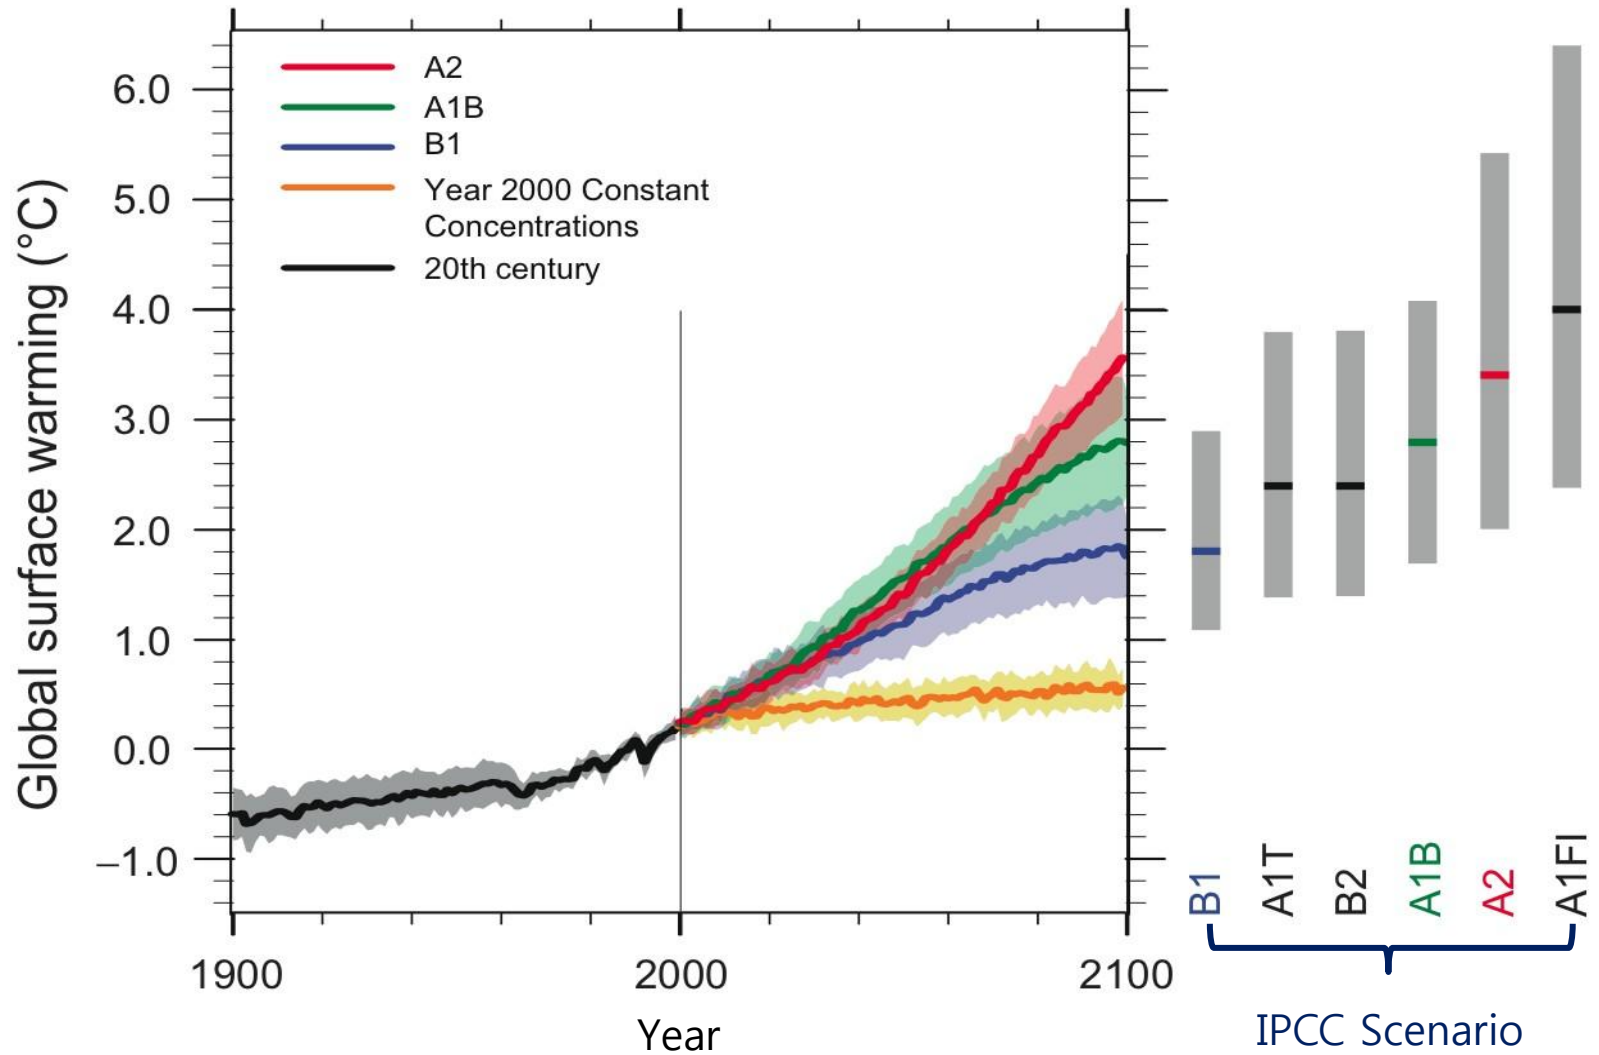 A2
A1B
B1
Year 2000 Constant
Concentrations
20th century
Global surface warming (°C)
6.0
5.0
4.0
3.0
2.0
1.0
0.0
–1.0
1900
2000
2100
Year
B1
A1T
B2
A1B
A2
A1FI
IPCC Scenario